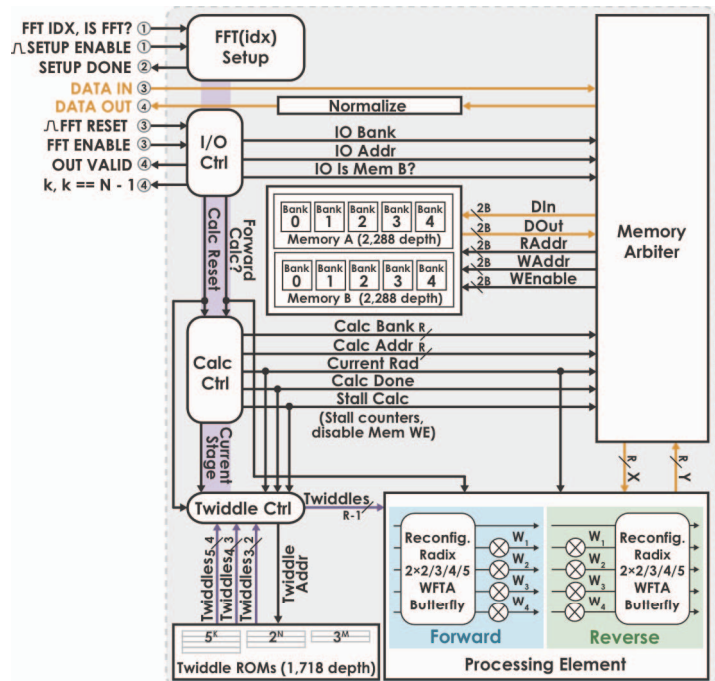 FFT IDX, IS FFT? ①
SETUP ENABLE ①
SETUP DONE ②
DATA IN ③
DATA OUT ④
FFT RESET ③
FFT ENABLE ③
OUT VALID ④
k, k == N - 1 ④
FFT(idx)
Setup
Normalize
I/O
Ctrl
IO Bank
IO Addr
IO Is Mem B?
Memory
Arbiter
Bank Bank Bank Bank Bank
0 1 2 3 4
Memory A (2,288 depth)
Bank Bank Bank Bank Bank
0 1 2 3 4
Memory B (2,288 depth)
2B DIn
DOut
2B RAddr
2B WAddr
2B WEnable
Calc Reset
Forward
Calc?
Calc
Ctrl
Calc Bank R
Calc Addr R
Current Rad
Calc Done
Stall Calc
(Stall counters,
disable Mem WE)
Current
Stage
R X
R Y
Twiddle Ctrl
Twiddles
R-1
Twiddles5,4
Twiddles4,3
Twiddles3,2
Twiddle
Addr
5ᴷ 2ᴺ 3ᴹ
Twiddle ROMs (1,718 depth)
Reconfig.
Radix
2×2/3/4/5
WFTA
Butterfly
W₁
W₂
W₃
W₄
Forward
W₁
W₂
W₃
W₄
Reconfig.
Radix
2×2/3/4/5
WFTA
Butterfly
Reverse
Processing Element